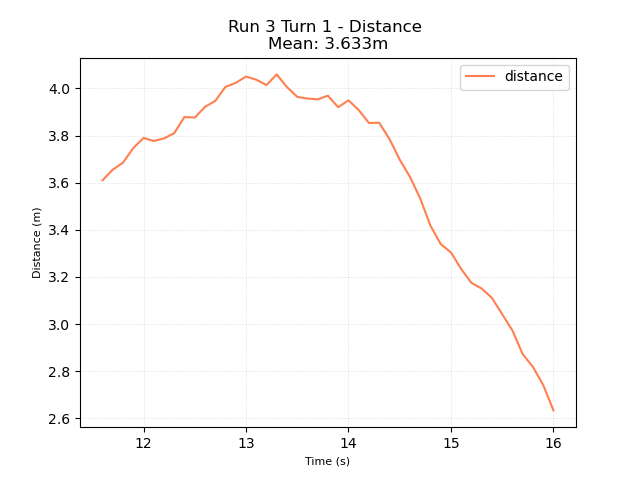 Run 3 Turn 1 - Distance
Mean: 3.633m
distance
Distance (m)
4.0
3.8
3.6
3.4
3.2
3.0
2.8
2.6
12
13
14
15
16
Time (s)